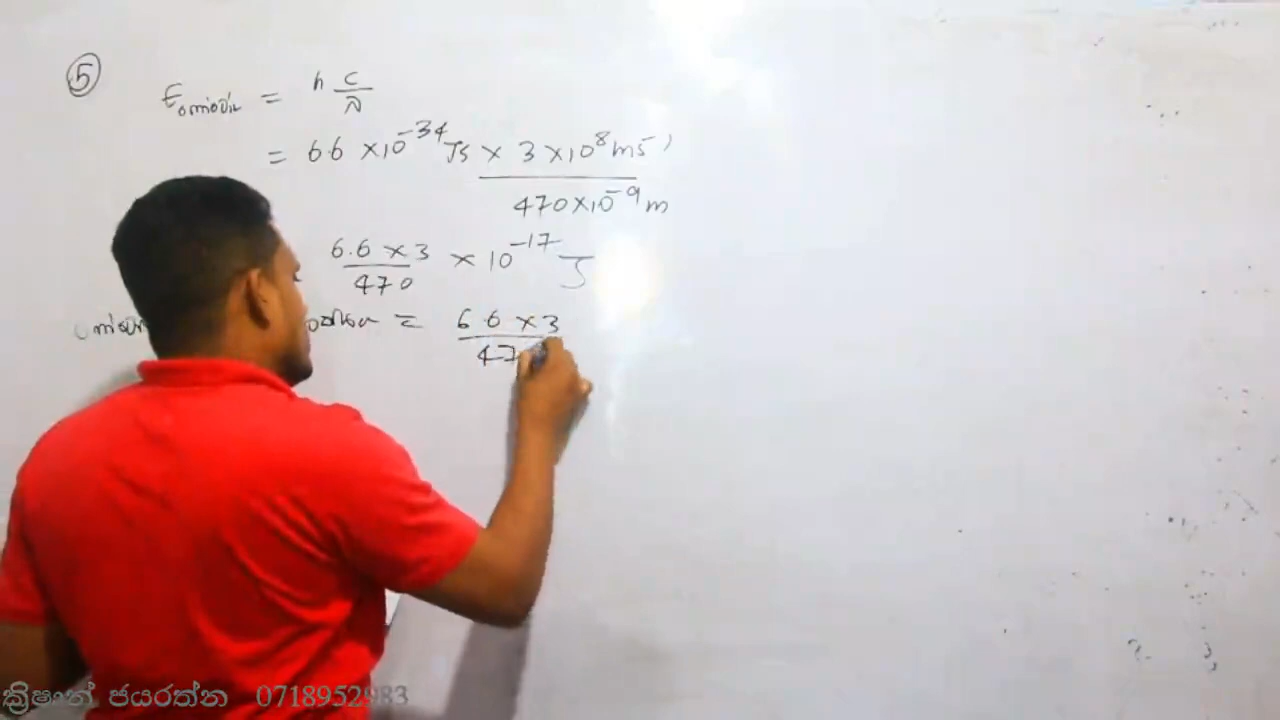 5
E = h c/λ
= 6.6 ×10⁻³⁴ Js × 3 ×10⁸ ms⁻¹
470×10⁻⁹ m
6.6 ×3 × 10⁻¹⁷ J
470
= 6.6 ×3
47
ක්‍රිෂාන් ජයරත්න 0718952983